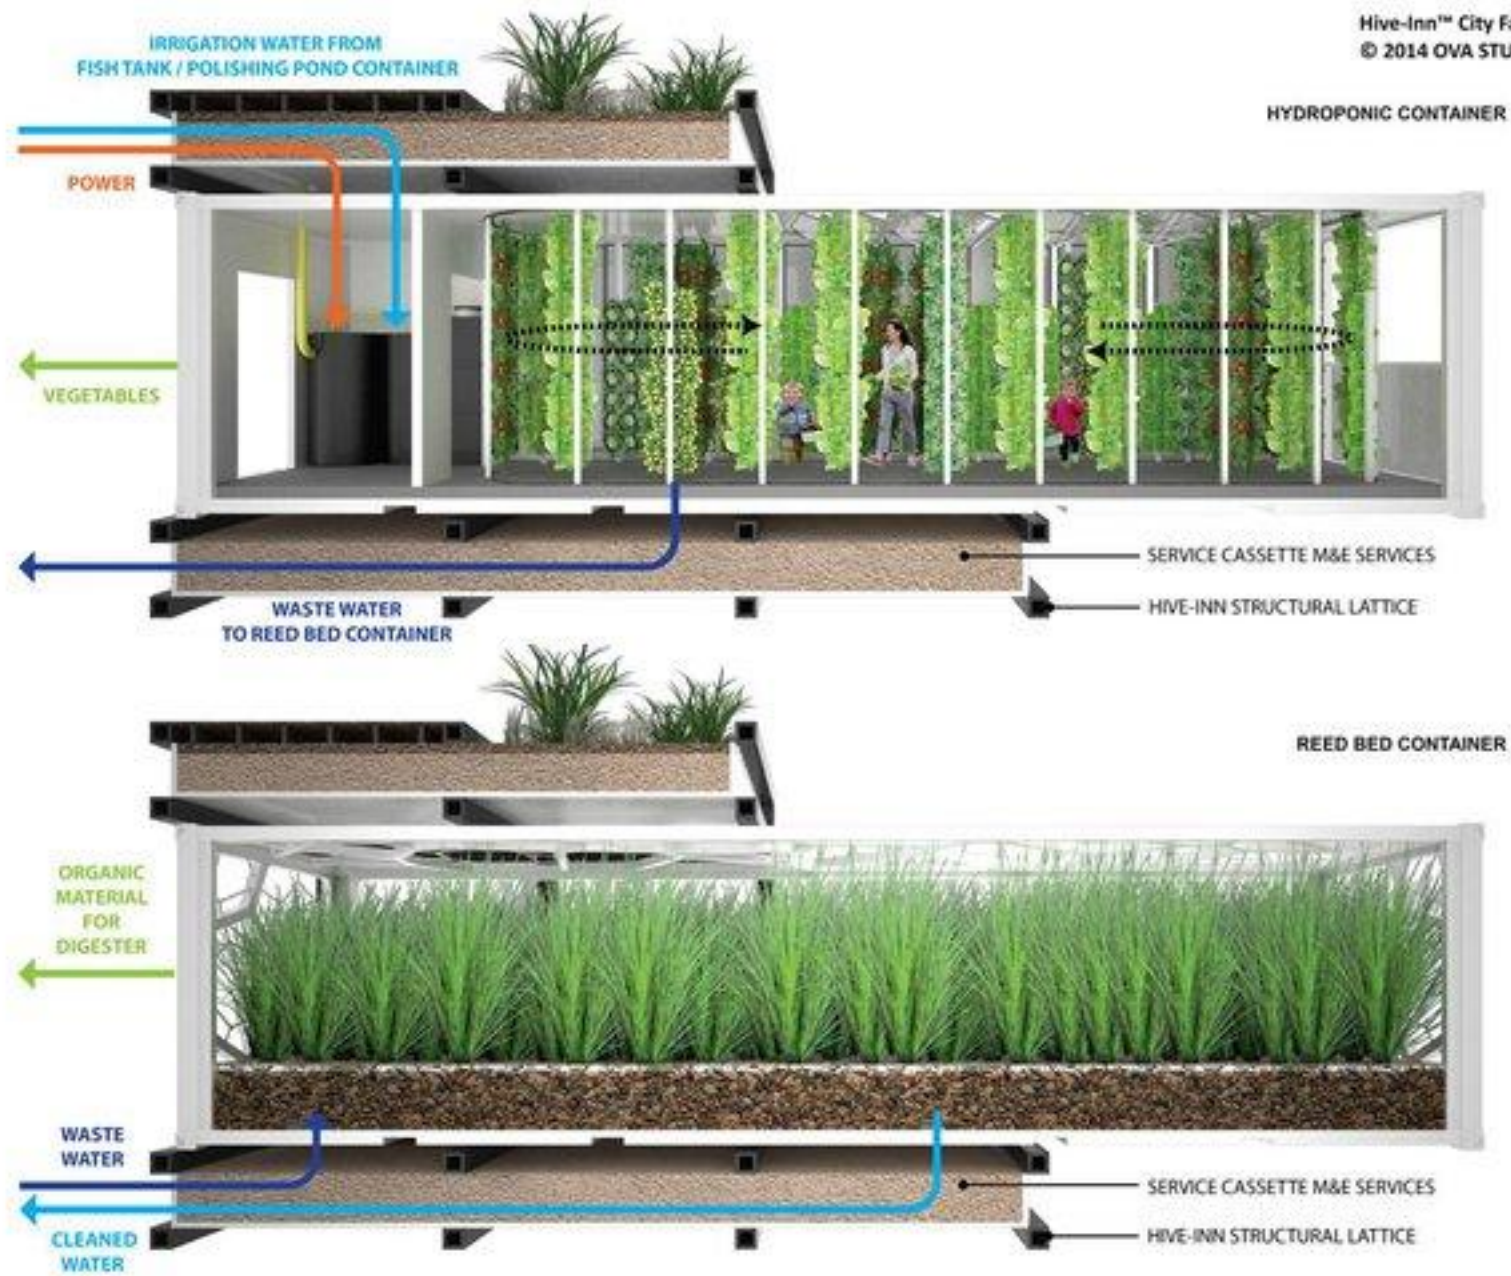 Hive-Inn™ City Fa
© 2014 OVA STU
IRRIGATION WATER FROM
FISH TANK / POLISHING POND CONTAINER
HYDROPONIC CONTAINER
POWER
VEGETABLES
SERVICE CASSETTE M&E SERVICES
HIVE-INN STRUCTURAL LATTICE
WASTE WATER
TO REED BED CONTAINER
REED BED CONTAINER
ORGANIC
MATERIAL
FOR
DIGESTER
WASTE
WATER
SERVICE CASSETTE M&E SERVICES
HIVE-INN STRUCTURAL LATTICE
CLEANED
WATER